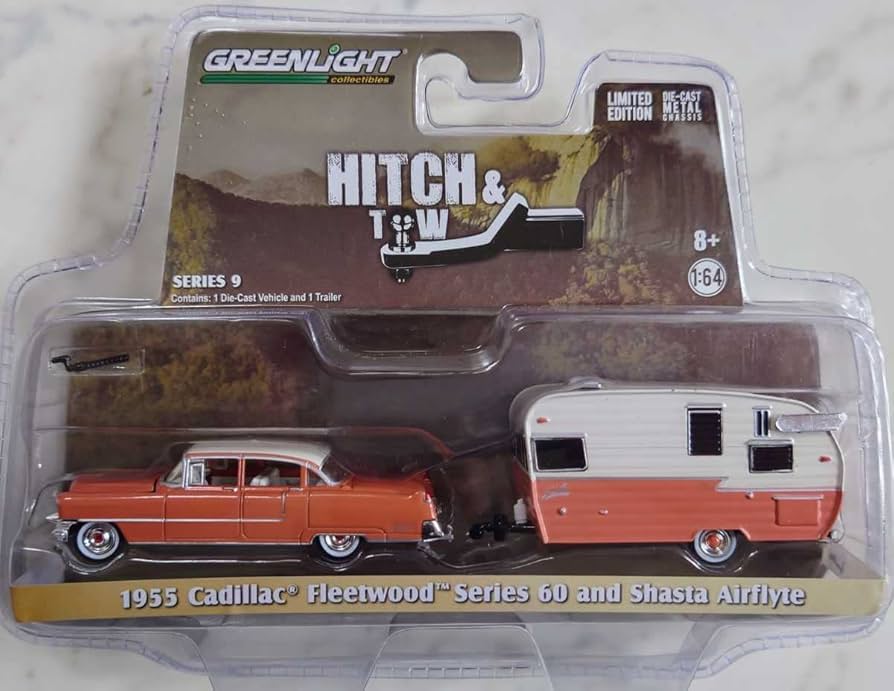 GREENLIGHT®
collectibles
LIMITED EDITION
DIE-CAST METAL CHASSIS
HITCH &
TOW
8+
1:64
SERIES 9
Contains: 1 Die-Cast Vehicle and 1 Trailer
1955 Cadillac® Fleetwood™ Series 60 and Shasta Airflyte